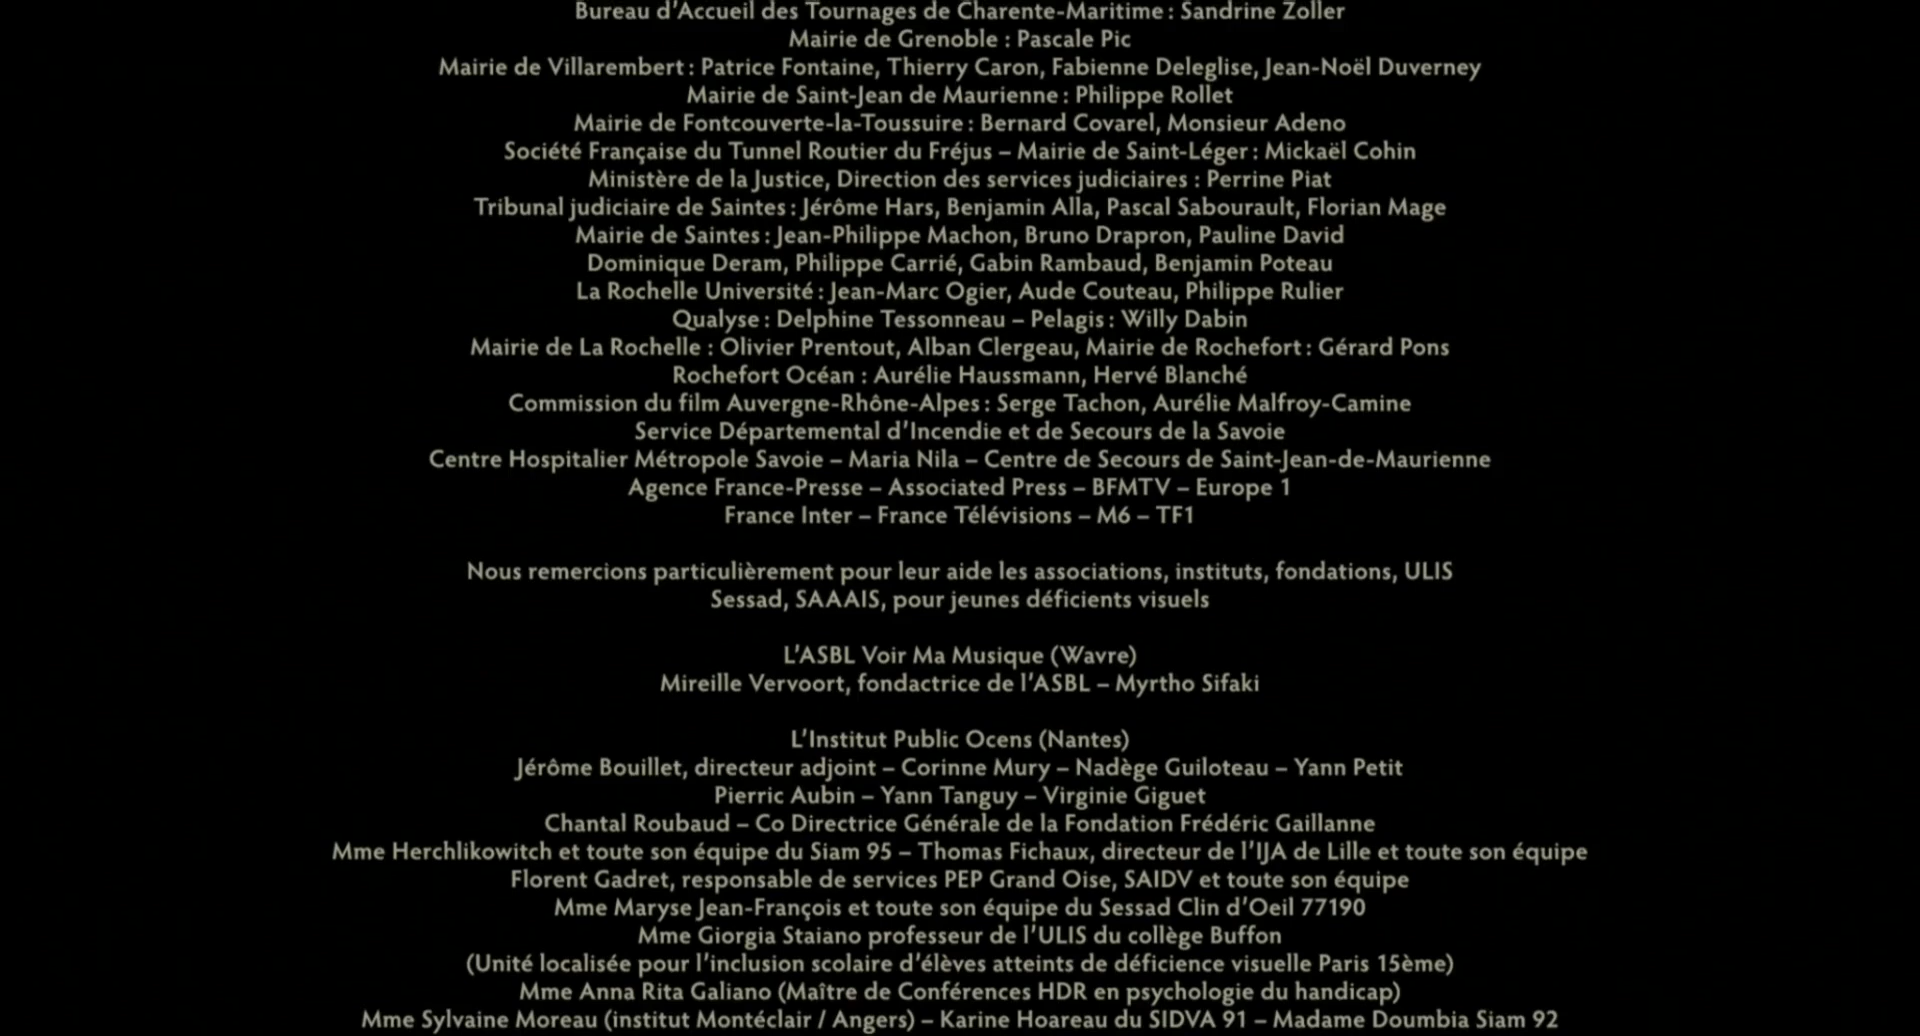 Bureau d'Accueil des Tournages de Charente-Maritime : Sandrine Zoller
Mairie de Grenoble : Pascale Pic
Mairie de Villarembert : Patrice Fontaine, Thierry Caron, Fabienne Deleglise, Jean-Noël Duverney
Mairie de Saint-Jean de Maurienne : Philippe Rollet
Mairie de Fontcouverte-la-Toussuire : Bernard Covarel, Monsieur Adeno
Société Française du Tunnel Routier du Fréjus – Mairie de Saint-Léger : Mickaël Cohin
Ministère de la Justice, Direction des services judiciaires : Perrine Piat
Tribunal judiciaire de Saintes : Jérôme Hars, Benjamin Alla, Pascal Sabourault, Florian Mage
Mairie de Saintes : Jean-Philippe Machon, Bruno Drapron, Pauline David
Dominique Deram, Philippe Carrié, Gabin Rambaud, Benjamin Poteau
La Rochelle Université : Jean-Marc Ogier, Aude Couteau, Philippe Rulier
Qualyse : Delphine Tessonneau – Pelagis : Willy Dabin
Mairie de La Rochelle : Olivier Prentout, Alban Clergeau, Mairie de Rochefort : Gérard Pons
Rochefort Océan : Aurélie Haussmann, Hervé Blanché
Commission du film Auvergne-Rhône-Alpes : Serge Tachon, Aurélie Malfroy-Camine
Service Départemental d'Incendie et de Secours de la Savoie
Centre Hospitalier Métropole Savoie – Maria Nila – Centre de Secours de Saint-Jean-de-Maurienne
Agence France-Presse – Associated Press – BFMTV – Europe 1
France Inter – France Télévisions – M6 – TF1
Nous remercions particulièrement pour leur aide les associations, instituts, fondations, ULIS
Sessad, SAAAIS, pour jeunes déficients visuels
L'ASBL Voir Ma Musique (Wavre)
Mireille Vervoort, fondactrice de l'ASBL – Myrtho Sifaki
L'Institut Public Ocens (Nantes)
Jérôme Bouillet, directeur adjoint – Corinne Mury – Nadège Guiloteau – Yann Petit
Pierric Aubin – Yann Tanguy – Virginie Giguet
Chantal Roubaud – Co Directrice Générale de la Fondation Frédéric Gaillanne
Mme Herchlikowitch et toute son équipe du Siam 95 – Thomas Fichaux, directeur de l'IJA de Lille et toute son équipe
Florent Gadret, responsable de services PEP Grand Oise, SAIDV et toute son équipe
Mme Maryse Jean-François et toute son équipe du Sessad Clin d'Oeil 77190
Mme Giorgia Staiano professeur de l'ULIS du collège Buffon
(Unité localisée pour l'inclusion scolaire d'élèves atteints de déficience visuelle Paris 15ème)
Mme Anna Rita Galiano (Maître de Conférences HDR en psychologie du handicap)
Mme Sylvaine Moreau (institut Montéclair / Angers) – Karine Hoareau du SIDVA 91 – Madame Doumbia Siam 92